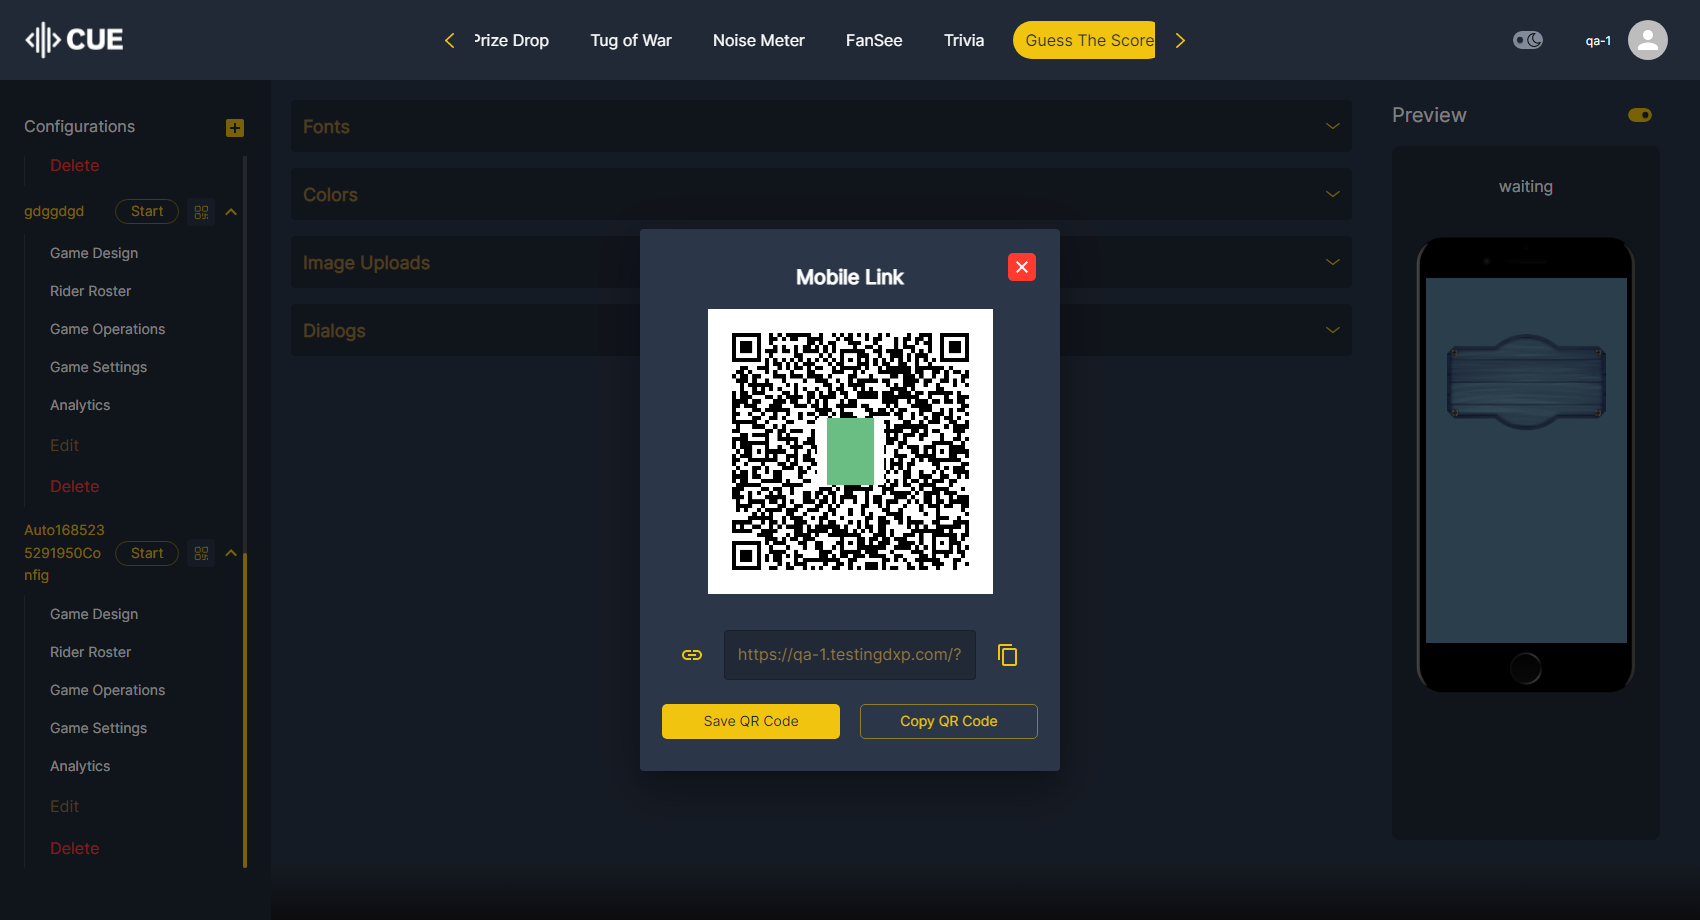 CUE
Prize Drop
Tug of War
Noise Meter
FanSee
Trivia
Guess The Score
qa-1
Configurations
Delete
gdggdgd
Start
Game Design
Rider Roster
Game Operations
Game Settings
Analytics
Edit
Delete
Auto168523
5291950Co
nfig
Start
Game Design
Rider Roster
Game Operations
Game Settings
Analytics
Edit
Delete
Fonts
Colors
Image Uploads
Dialogs
Mobile Link
https://qa-1.testingdxp.com/?
Save QR Code
Copy QR Code
Preview
waiting